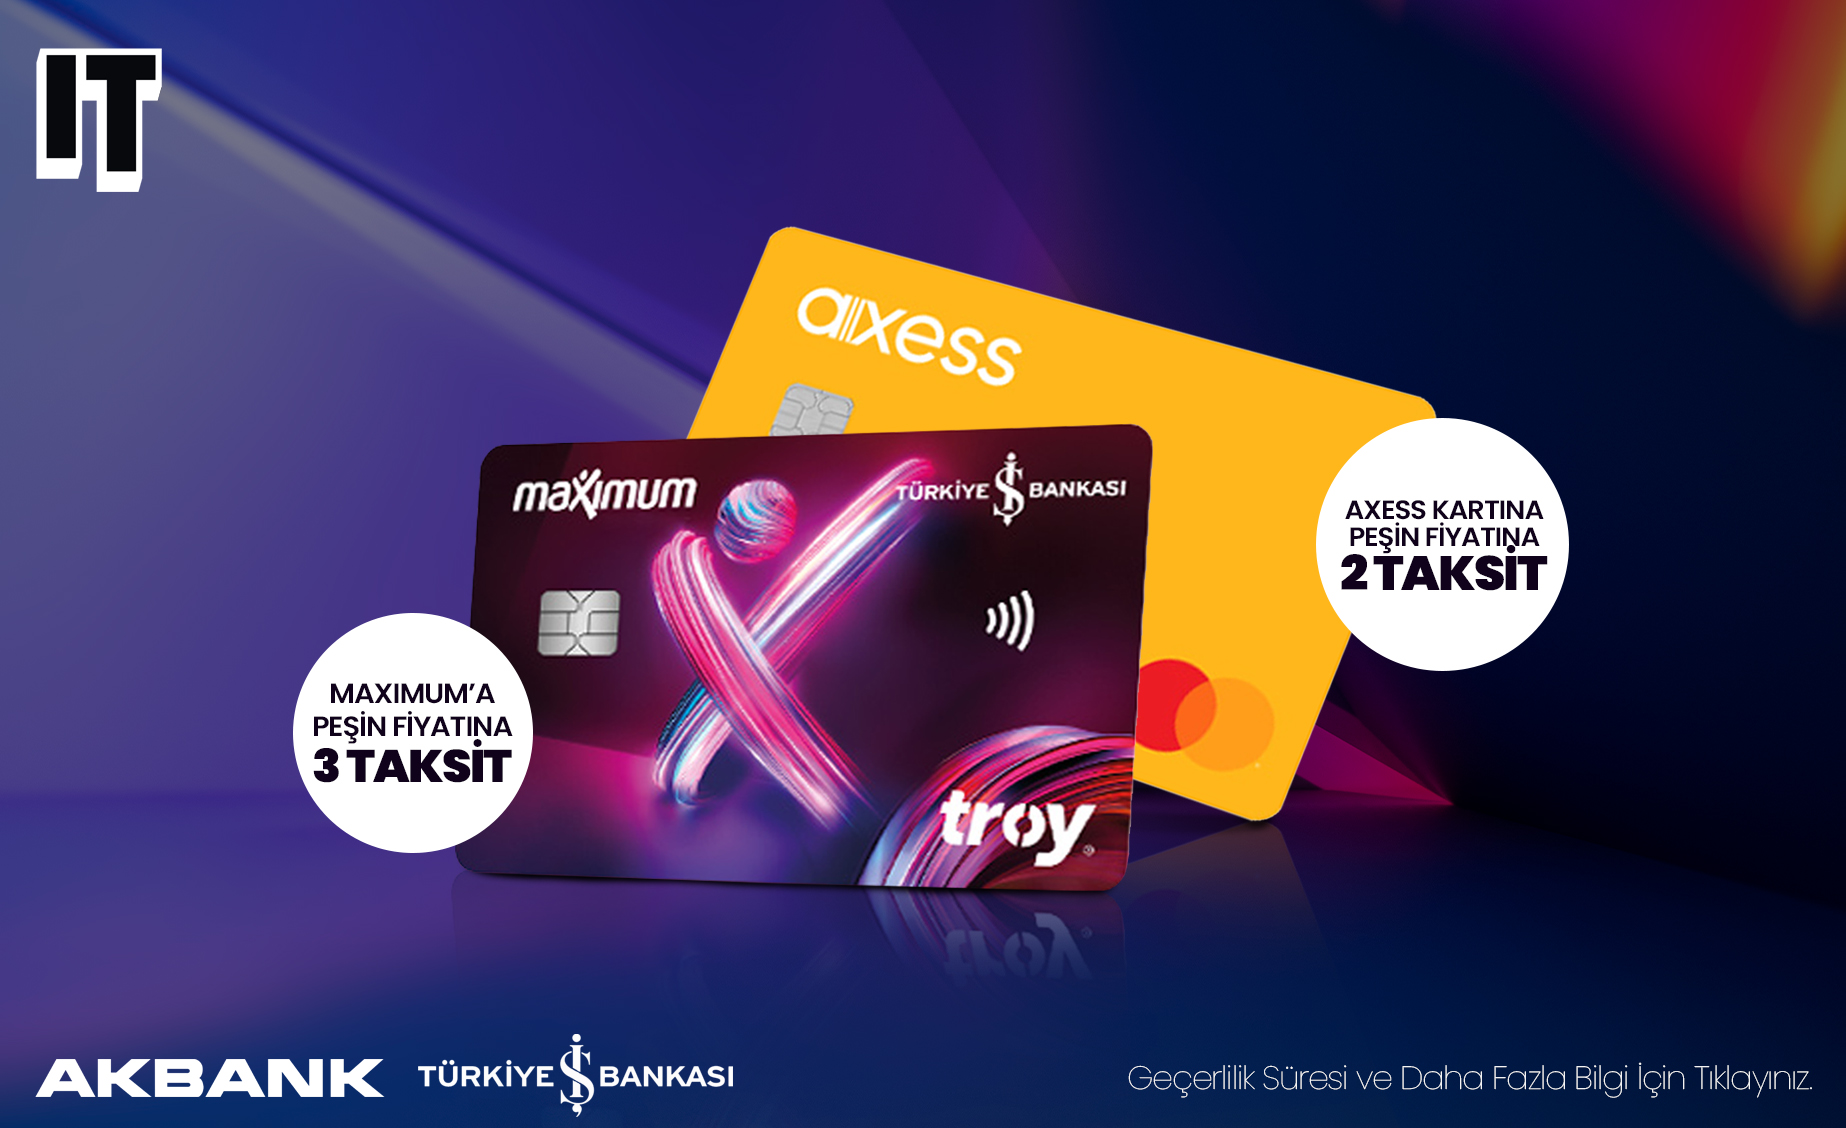 IT
axess
maximum
TÜRKİYE İŞ BANKASI
AXESS KARTINA
PEŞİN FİYATINA
2 TAKSİT
MAXIMUM’A
PEŞİN FİYATINA
3 TAKSİT
troy
AKBANK
TÜRKİYE İŞ BANKASI
Geçerlilik Süresi ve Daha Fazla Bilgi İçin Tıklayınız.